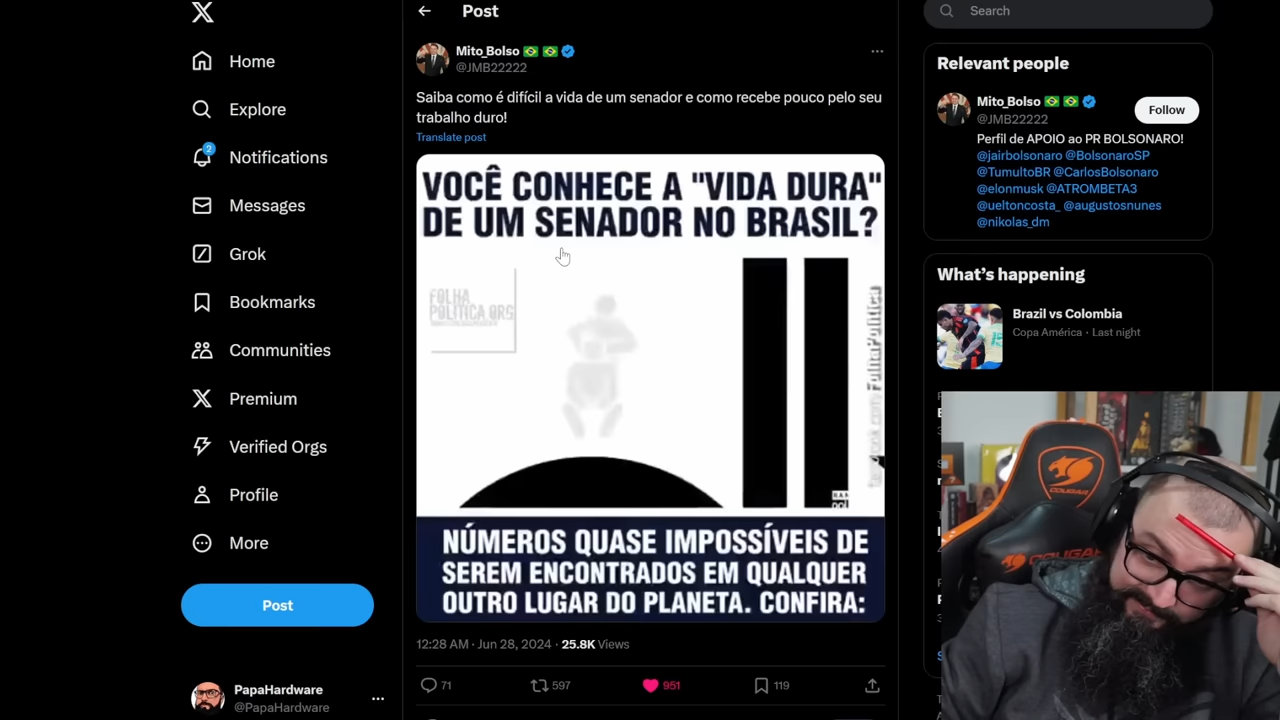 Post
Search
Home
Explore
2
Notifications
Messages
Grok
Bookmarks
Communities
Premium
Verified Orgs
Profile
More
Post
PapaHardware
@PapaHardware
Mito_Bolso 🇧🇷 🇧🇷
@JMB22222
Saiba como é difícil a vida de um senador e como recebe pouco pelo seu
trabalho duro!
Translate post
VOCÊ CONHECE A "VIDA DURA"
DE UM SENADOR NO BRASIL?
FOLHA
POLITICA.ORG
NÚMEROS QUASE IMPOSSÍVEIS DE
SEREM ENCONTRADOS EM QUALQUER
OUTRO LUGAR DO PLANETA. CONFIRA:
12:28 AM · Jun 28, 2024 · 25.8K Views
71
597
951
119
Relevant people
Mito_Bolso 🇧🇷 🇧🇷
@JMB22222
Follow
Perfil de APOIO ao PR BOLSONARO!
@jairbolsonaro @BolsonaroSP
@TumultoBR @CarlosBolsonaro
@elonmusk @ATROMBETA3
@ueltoncosta_ @augustosnunes
@nikolas_dm
What's happening
Brazil vs Colombia
Copa América · Last night
COUGAR
COUGAR